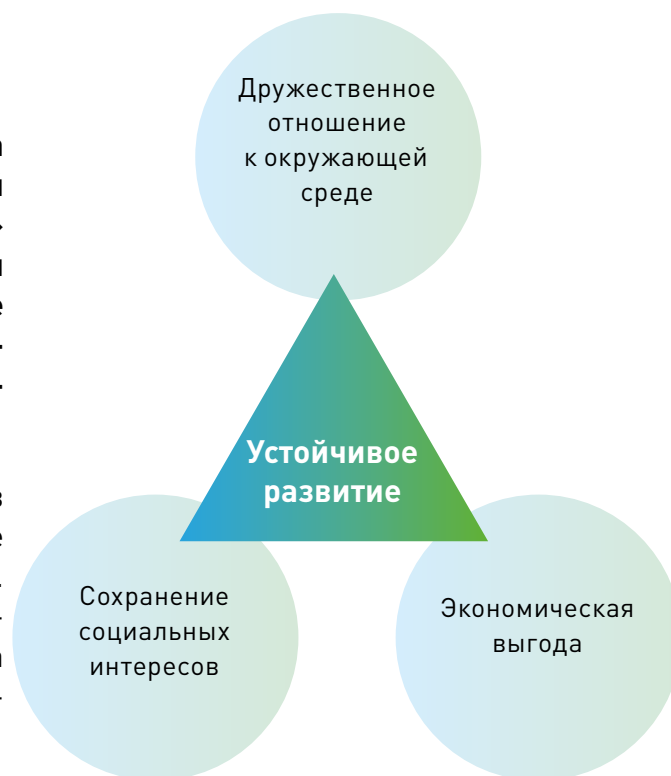 Дружественное
отношение
к окружающей
среде
Устойчивое
развитие
Сохранение
социальных
интересов
Экономическая
выгода